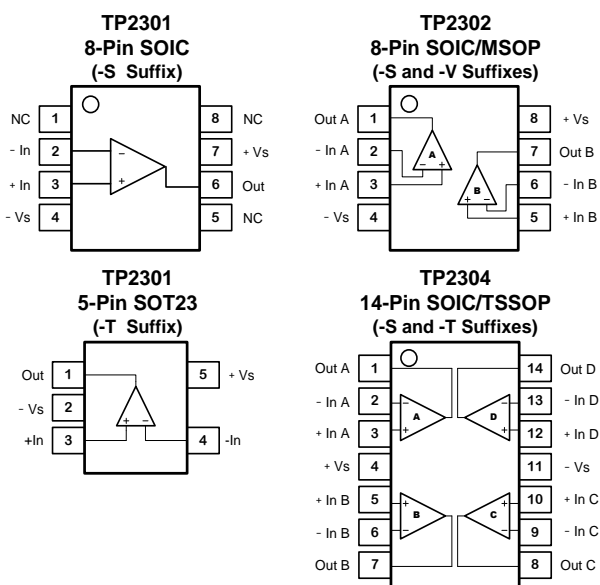 TP2301
8-Pin SOIC
(-S Suffix)
NC 1
8 NC
- In 2
7 + Vs
+ In 3
6 Out
- Vs 4
5 NC
−
+
TP2302
8-Pin SOIC/MSOP
(-S and -V Suffixes)
Out A 1
8 + Vs
- In A 2
7 Out B
+ In A 3
6 - In B
- Vs 4
5 + In B
A
− +
B
+ −
TP2301
5-Pin SOT23
(-T Suffix)
Out 1
5 + Vs
- Vs 2
+In 3
4 -In
+ −
TP2304
14-Pin SOIC/TSSOP
(-S and -T Suffixes)
Out A 1
14 Out D
- In A 2
13 - In D
+ In A 3
12 + In D
+ Vs 4
11 - Vs
+ In B 5
10 + In C
- In B 6
9 - In C
Out B 7
8 Out C
− −
A D
+ +
+ +
B C
− −